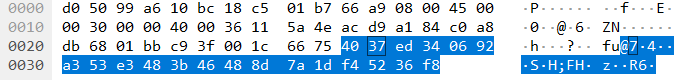 0000 d0 50 99 a6 10 bc 18 c5 01 b7 66 a9 08 00 45 00 ·P······ ··f···E·
0010 00 30 00 00 40 00 36 11 5a 4e ac d9 a1 84 c0 a8 ·0··@·6· ZN······
0020 db 68 01 bb c9 3f 00 1c 66 75 40 37 ed 34 06 92 ·h···?·· fu@7·4··
0030 a3 53 e3 48 3b 46 48 8d 7a 1d f4 52 36 f8 ·S·H;FH· z··R6·